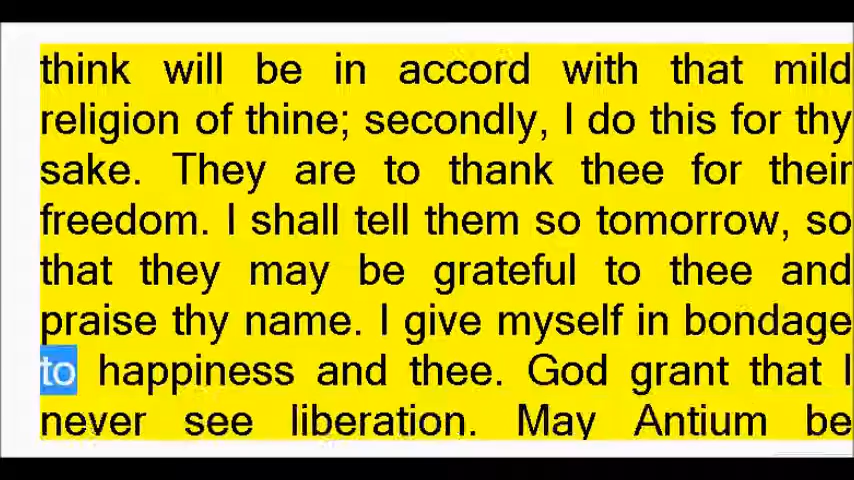 think will be in accord with that mild
religion of thine; secondly, I do this for thy
sake. They are to thank thee for their
freedom. I shall tell them so tomorrow, so
that they may be grateful to thee and
praise thy name. I give myself in bondage
to happiness and thee. God grant that I
never see liberation. May Antium be